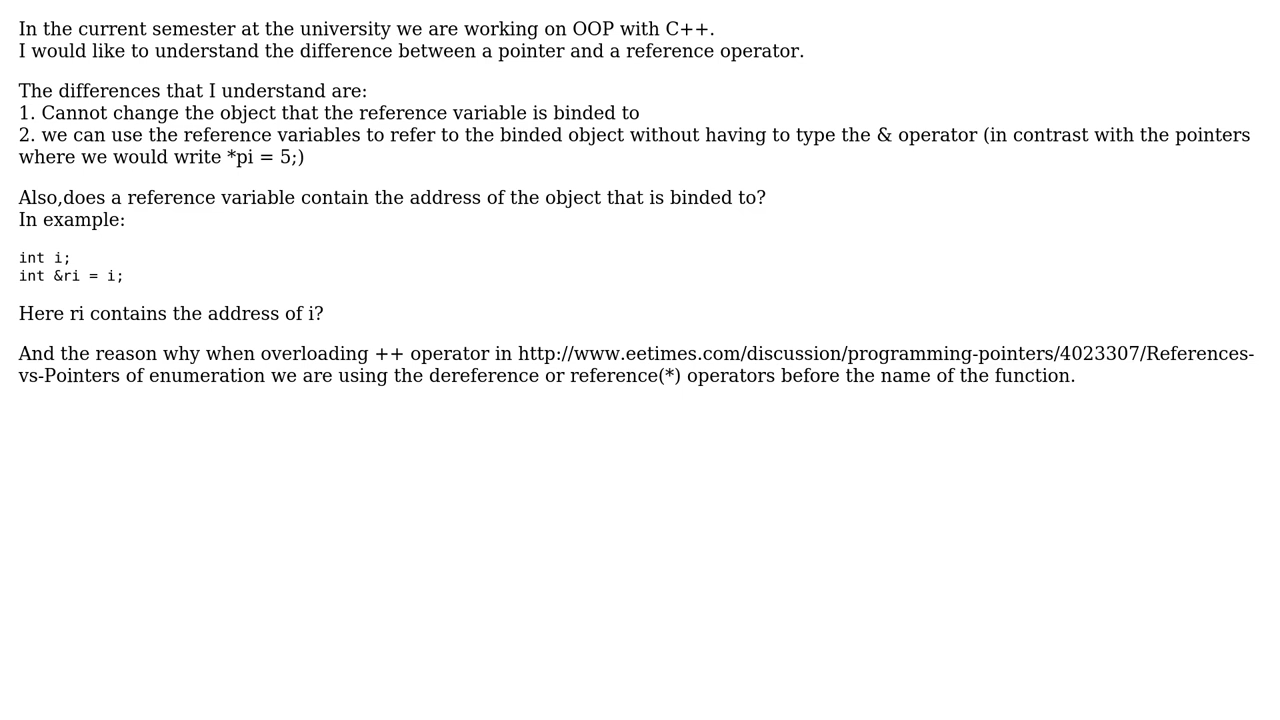 In the current semester at the university we are working on OOP with C++.
I would like to understand the difference between a pointer and a reference operator.
The differences that I understand are:
1. Cannot change the object that the reference variable is binded to
2. we can use the reference variables to refer to the binded object without having to type the & operator (in contrast with the pointers
where we would write *pi = 5;)
Also,does a reference variable contain the address of the object that is binded to?
In example:
int i;
int &ri = i;
Here ri contains the address of i?
And the reason why when overloading ++ operator in http://www.eetimes.com/discussion/programming-pointers/4023307/References-
vs-Pointers of enumeration we are using the dereference or reference(*) operators before the name of the function.